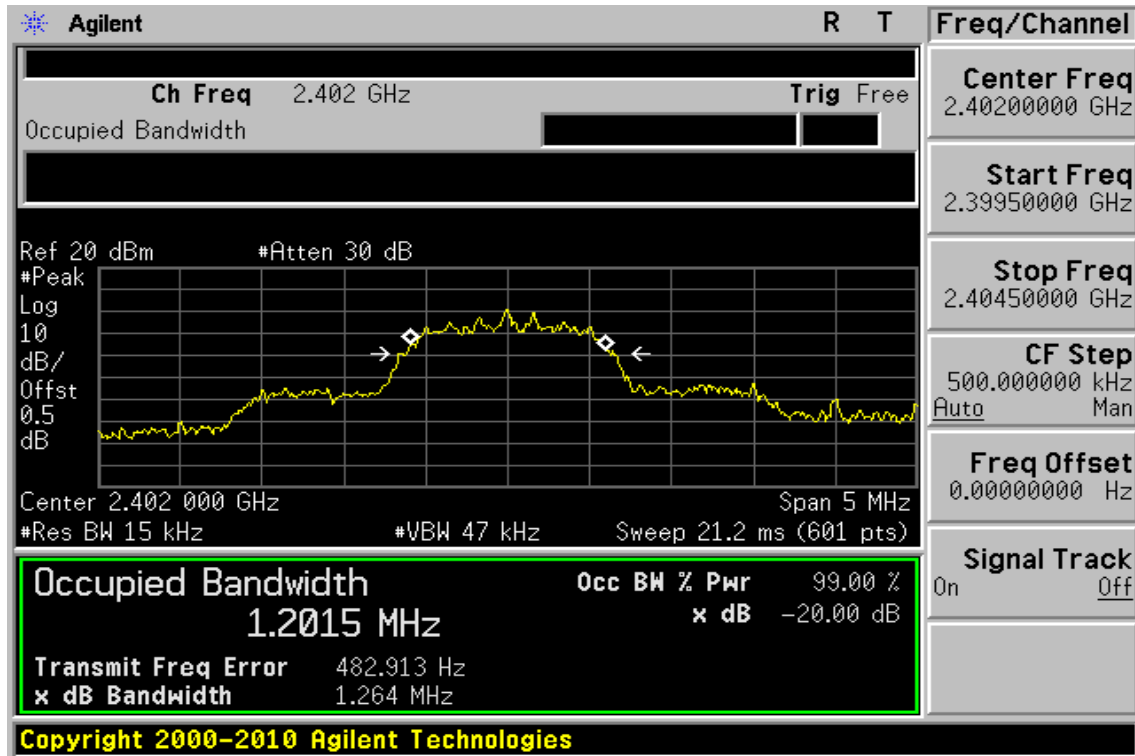 Agilent R T Freq/Channel
Ch Freq 2.402 GHz Trig Free
Occupied Bandwidth
Center Freq
2.40200000 GHz
Start Freq
2.39950000 GHz
Stop Freq
2.40450000 GHz
CF Step
500.000000 kHz
Auto Man
Freq Offset
0.00000000 Hz
Signal Track
On Off
Ref 20 dBm #Atten 30 dB
#Peak
Log
10
dB/
Offst
0.5
dB
Center 2.402 000 GHz Span 5 MHz
#Res BW 15 kHz #VBW 47 kHz Sweep 21.2 ms (601 pts)
Occupied Bandwidth
1.2015 MHz
Occ BW % Pwr 99.00 %
x dB -20.00 dB
Transmit Freq Error 482.913 Hz
x dB Bandwidth 1.264 MHz
Copyright 2000-2010 Agilent Technologies